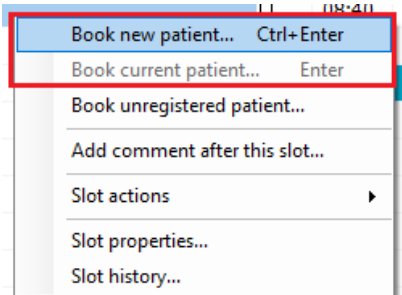 08:40
Book new patient... Ctrl+Enter
Book current patient... Enter
Book unregistered patient...
Add comment after this slot...
Slot actions
Slot properties...
Slot history...